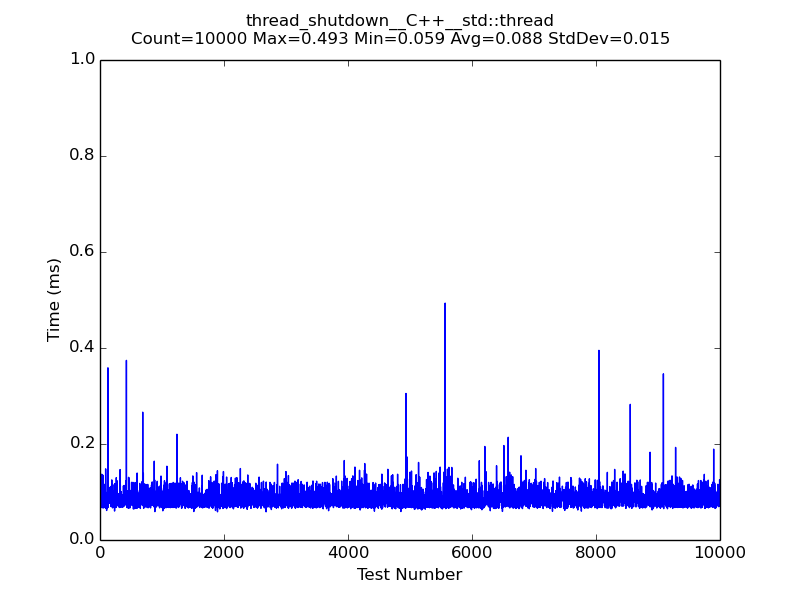 thread_shutdown__C++__std::thread
Count=10000 Max=0.493 Min=0.059 Avg=0.088 StdDev=0.015
1.0
0.8
0.6
0.4
0.2
0.0
Time (ms)
0 2000 4000 6000 8000 10000
Test Number